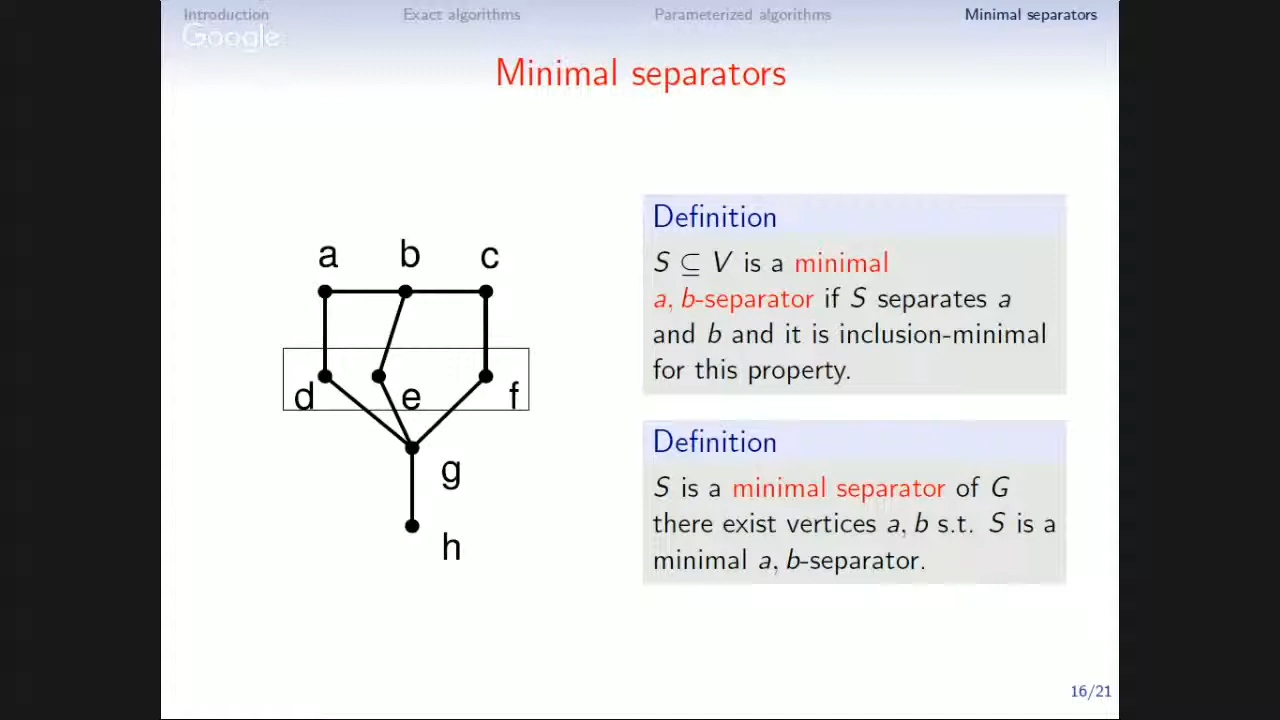 Introduction Exact algorithms Parameterized algorithms Minimal separators
Google
Minimal separators
a b c
d e f
g
h
Definition
S ⊆ V is a minimal
a, b-separator if S separates a
and b and it is inclusion-minimal
for this property.
Definition
S is a minimal separator of G
there exist vertices a, b s.t. S is a
minimal a, b-separator.
16/21